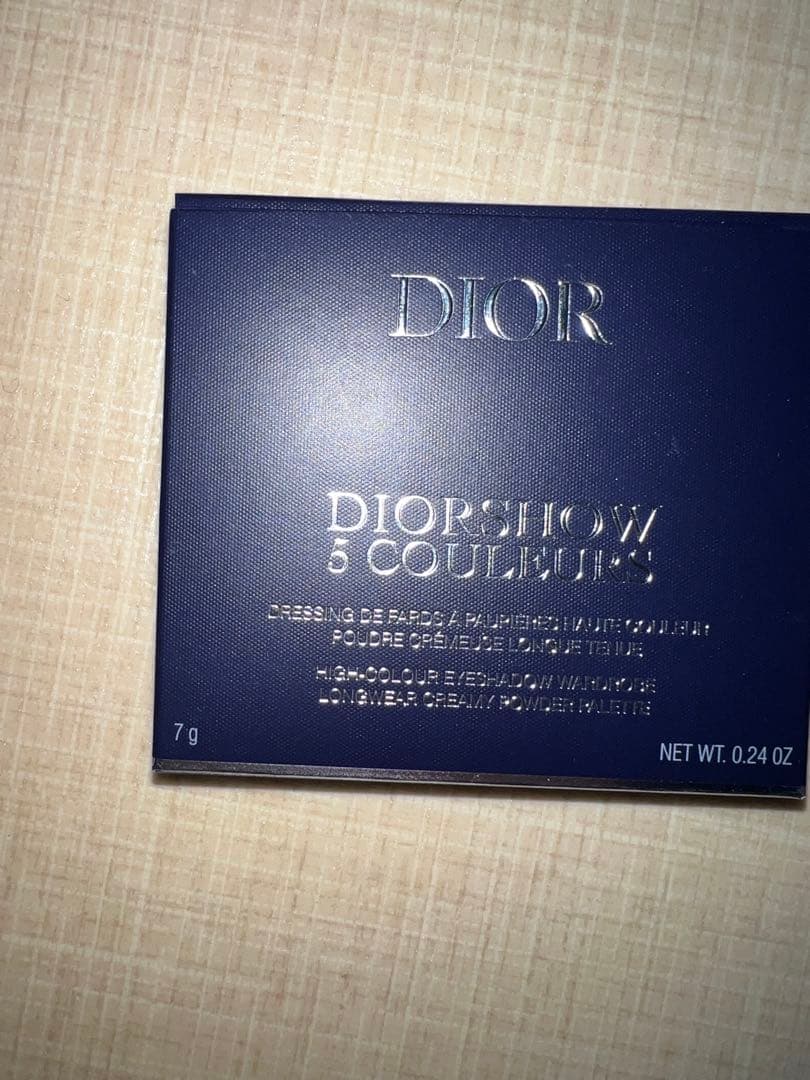 DIOR
DIORSHOW
5 COULEURS
DRESSING DE FARDS À PAUPIÈRES HAUTE COULEUR
POUDRE CRÉMEUSE LONGUE TENUE
HIGH-COLOUR EYESHADOW WARDROBE
LONGWEAR CREAMY POWDER PALETTE
7 g
NET WT. 0.24 OZ